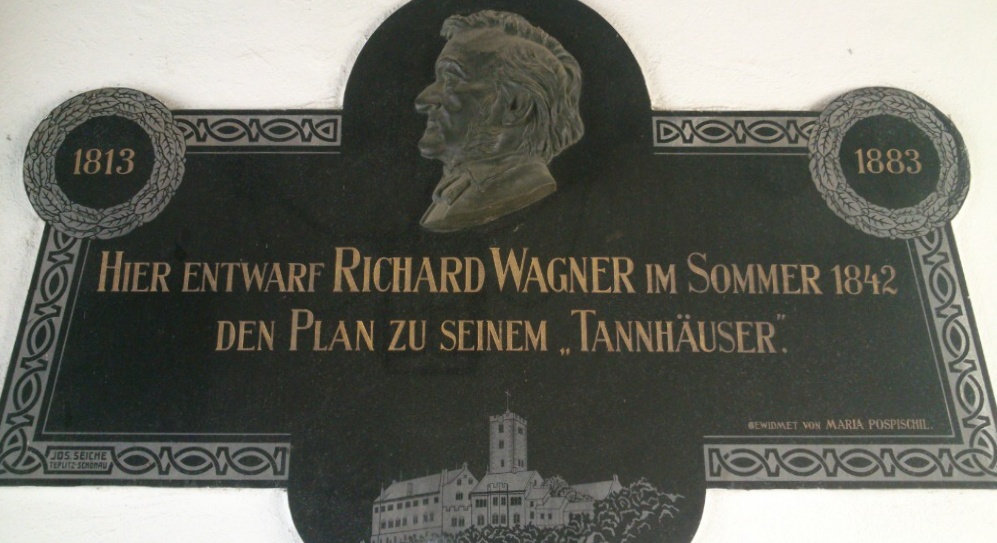 1813
1883
HIER ENTWARF RICHARD WAGNER IM SOMMER 1842
DEN PLAN ZU SEINEM „TANNHÄUSER.”
GEWIDMET VON MARIA POSPISCHIL.
JOS. SEICHE
TEPLITZ-SCHÖNAU